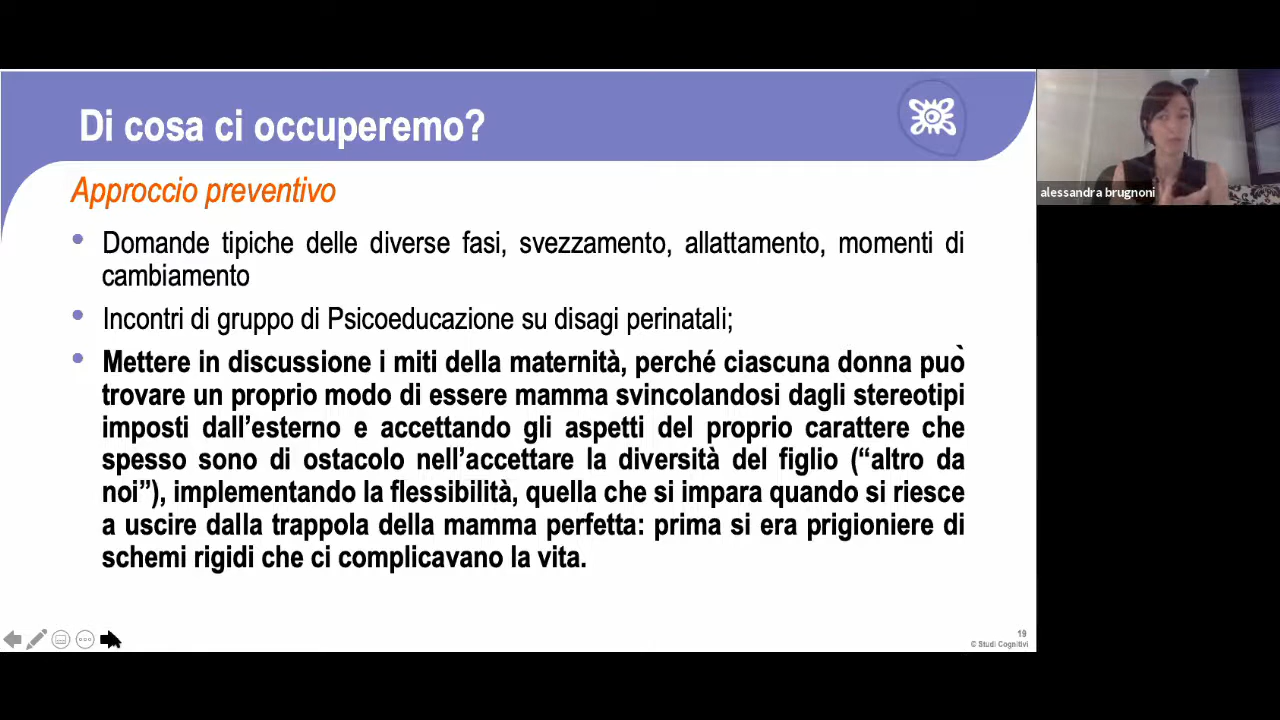 Di cosa ci occuperemo?
Approccio preventivo
alessandra brugnoni
• Domande tipiche delle diverse fasi, svezzamento, allattamento, momenti di
cambiamento
• Incontri di gruppo di Psicoeducazione su disagi perinatali;
• Mettere in discussione i miti della maternità, perché ciascuna donna può
trovare un proprio modo di essere mamma svincolandosi dagli stereotipi
imposti dall’esterno e accettando gli aspetti del proprio carattere che
spesso sono di ostacolo nell’accettare la diversità del figlio (“altro da
noi”), implementando la flessibilità, quella che si impara quando si riesce
a uscire dalla trappola della mamma perfetta: prima si era prigioniere di
schemi rigidi che ci complicavano la vita.
19
© Studi Cognitivi